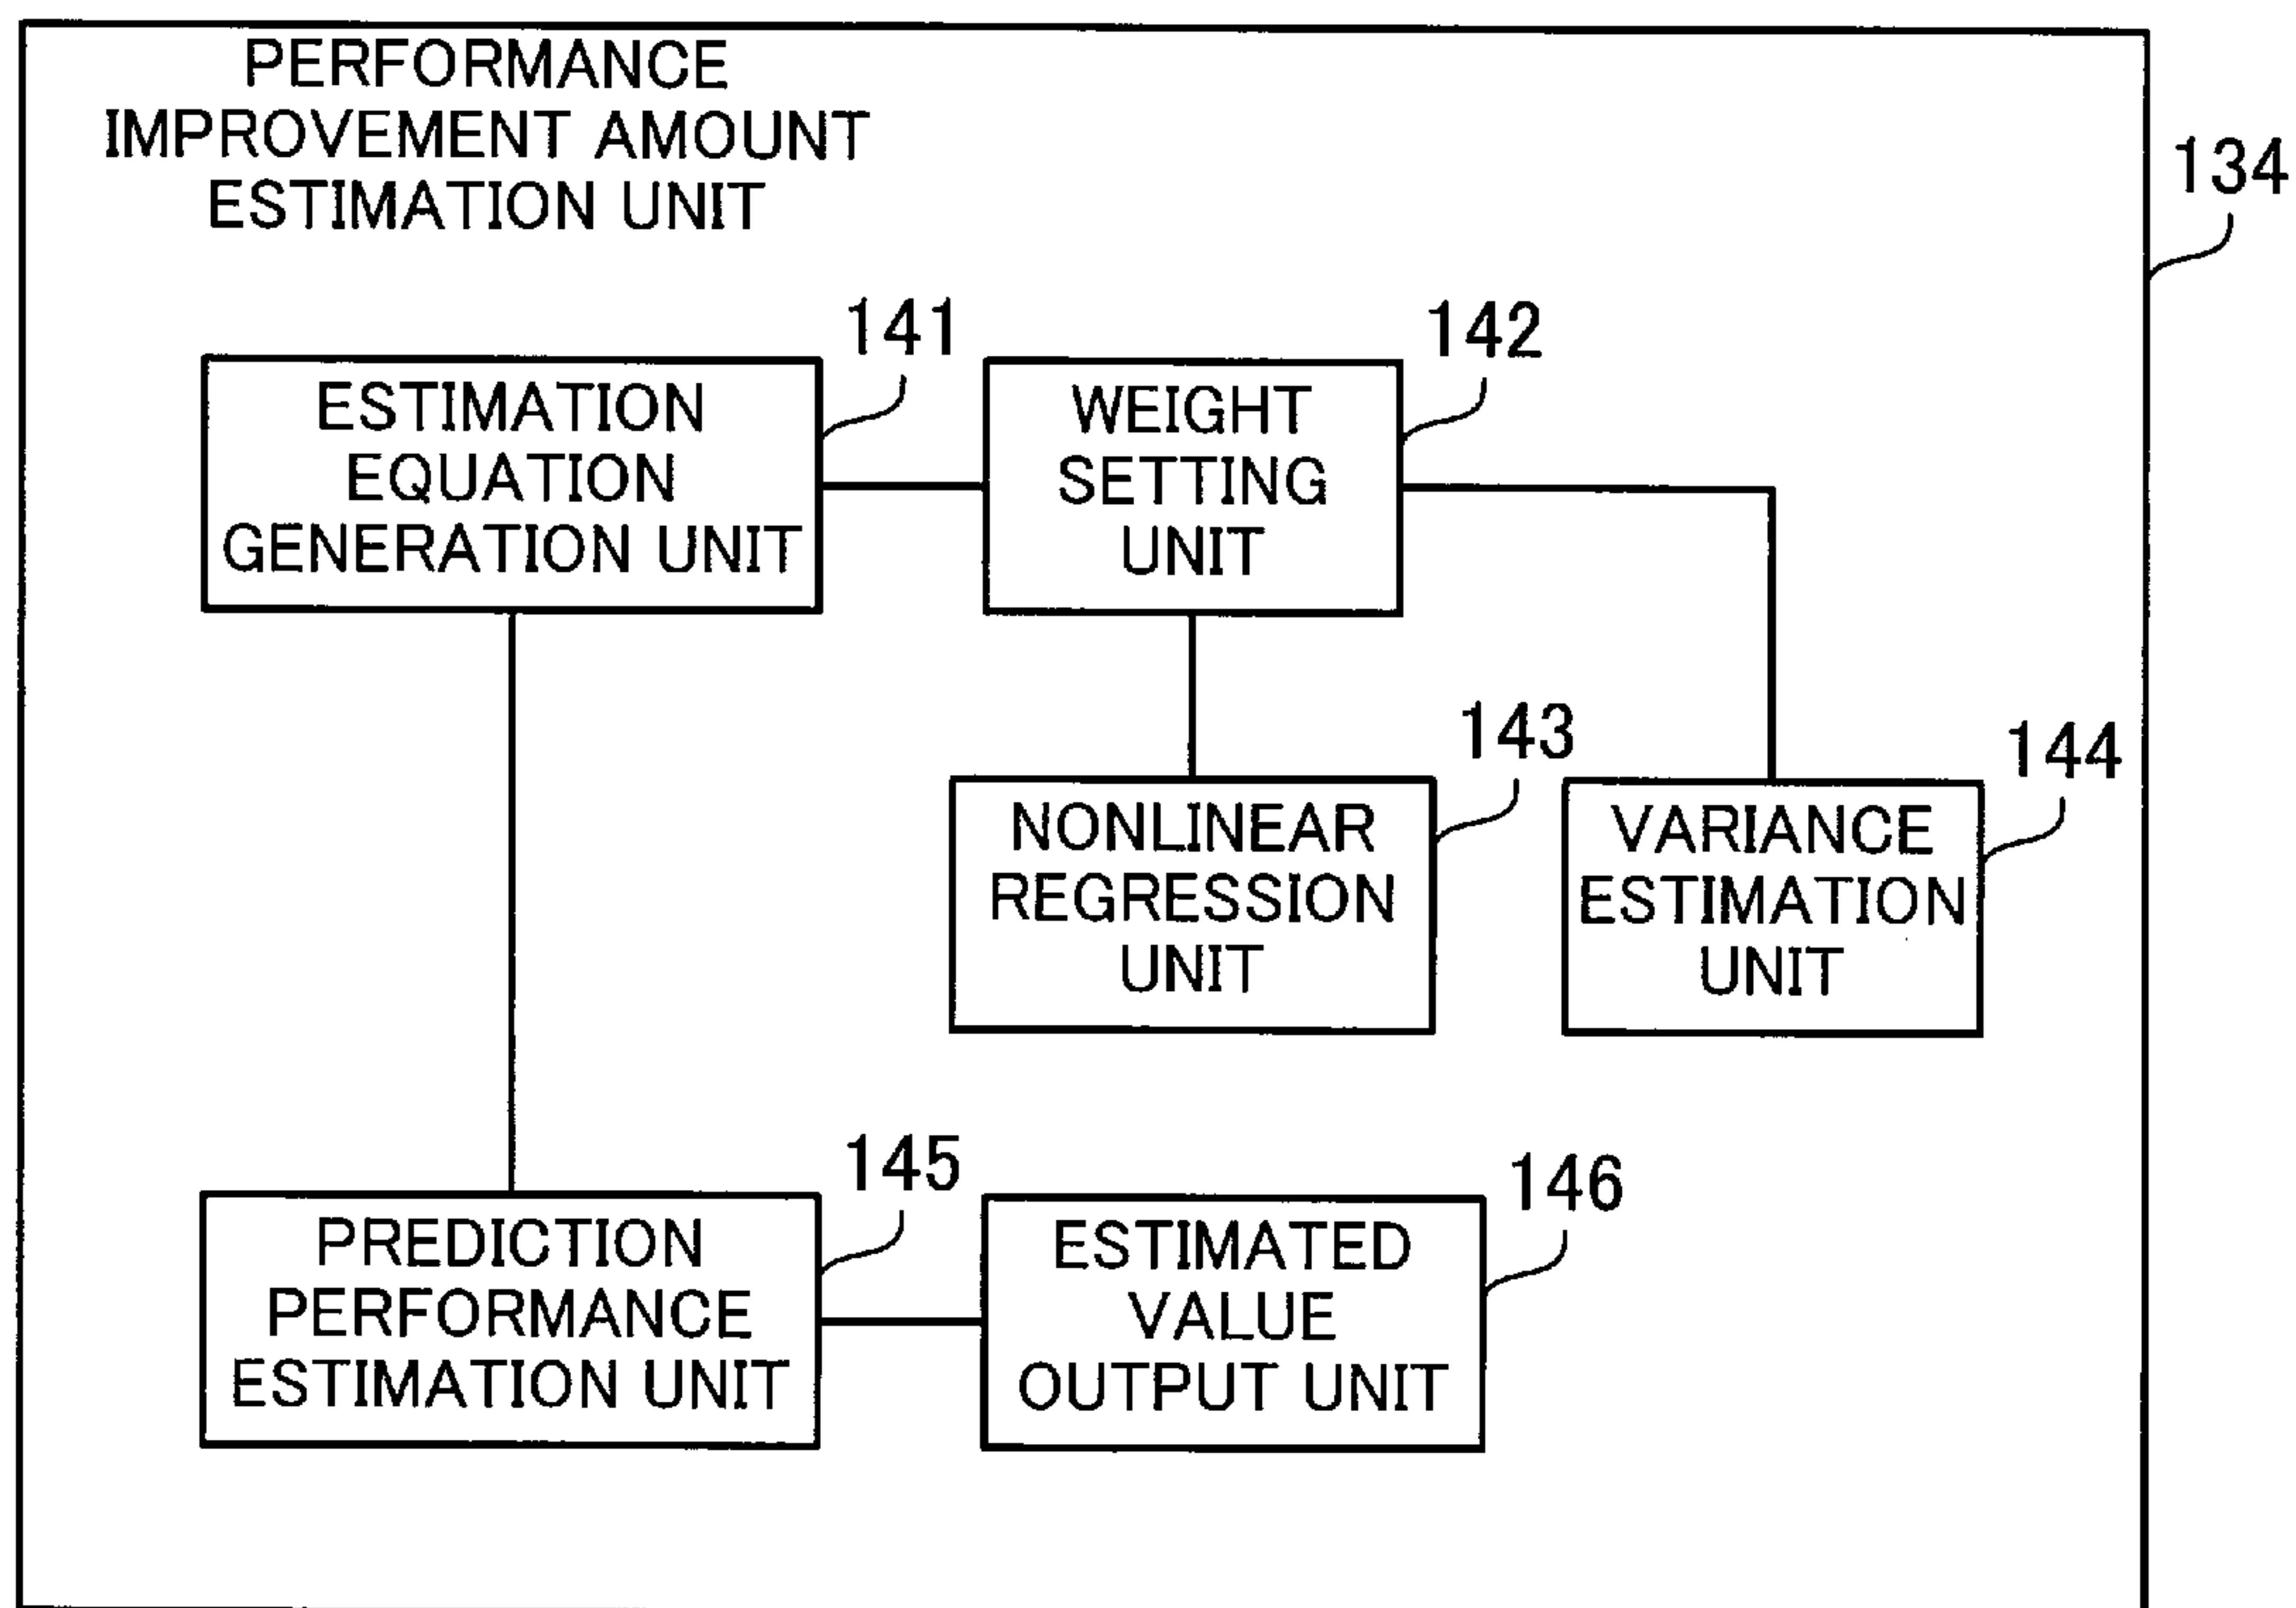 PERFORMANCE
IMPROVEMENT AMOUNT
ESTIMATION UNIT
134
141
ESTIMATION
EQUATION
GENERATION UNIT
142
WEIGHT
SETTING
UNIT
143
NONLINEAR
REGRESSION
UNIT
144
VARIANCE
ESTIMATION
UNIT
145
PREDICTION
PERFORMANCE
ESTIMATION UNIT
146
ESTIMATED
VALUE
OUTPUT UNIT